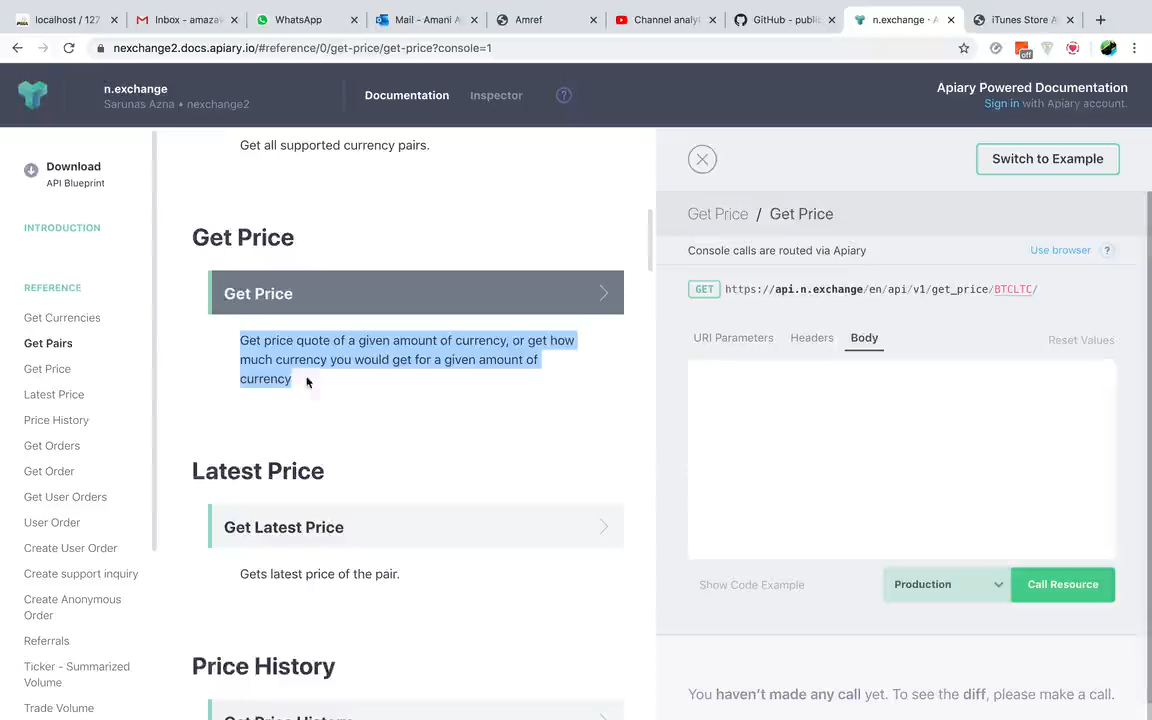 localhost / 127
Inbox - amazav
WhatsApp
Mail - Amani A
Amref
Channel analy
GitHub - public
n.exchange · A
iTunes Store A
nexchange2.docs.apiary.io/#reference/0/get-price/get-price?console=1
off
n.exchange
Sarunas Azna • nexchange2
Documentation
Inspector
?
Apiary Powered Documentation
Sign in with Apiary account.
Download
API Blueprint
INTRODUCTION
REFERENCE
Get Currencies
Get Pairs
Get Price
Latest Price
Price History
Get Orders
Get Order
Get User Orders
User Order
Create User Order
Create support inquiry
Create Anonymous
Order
Referrals
Ticker - Summarized
Volume
Trade Volume
Get all supported currency pairs.
Get Price
Get Price
Get price quote of a given amount of currency, or get how
much currency you would get for a given amount of
currency
Latest Price
Get Latest Price
Gets latest price of the pair.
Price History
Get Price History
Switch to Example
Get Price / Get Price
Console calls are routed via Apiary
Use browser ?
GET https://api.n.exchange/en/api/v1/get_price/BTCLTC/
URI Parameters
Headers
Body
Reset Values
Show Code Example
Production
Call Resource
You haven't made any call yet. To see the diff, please make a call.